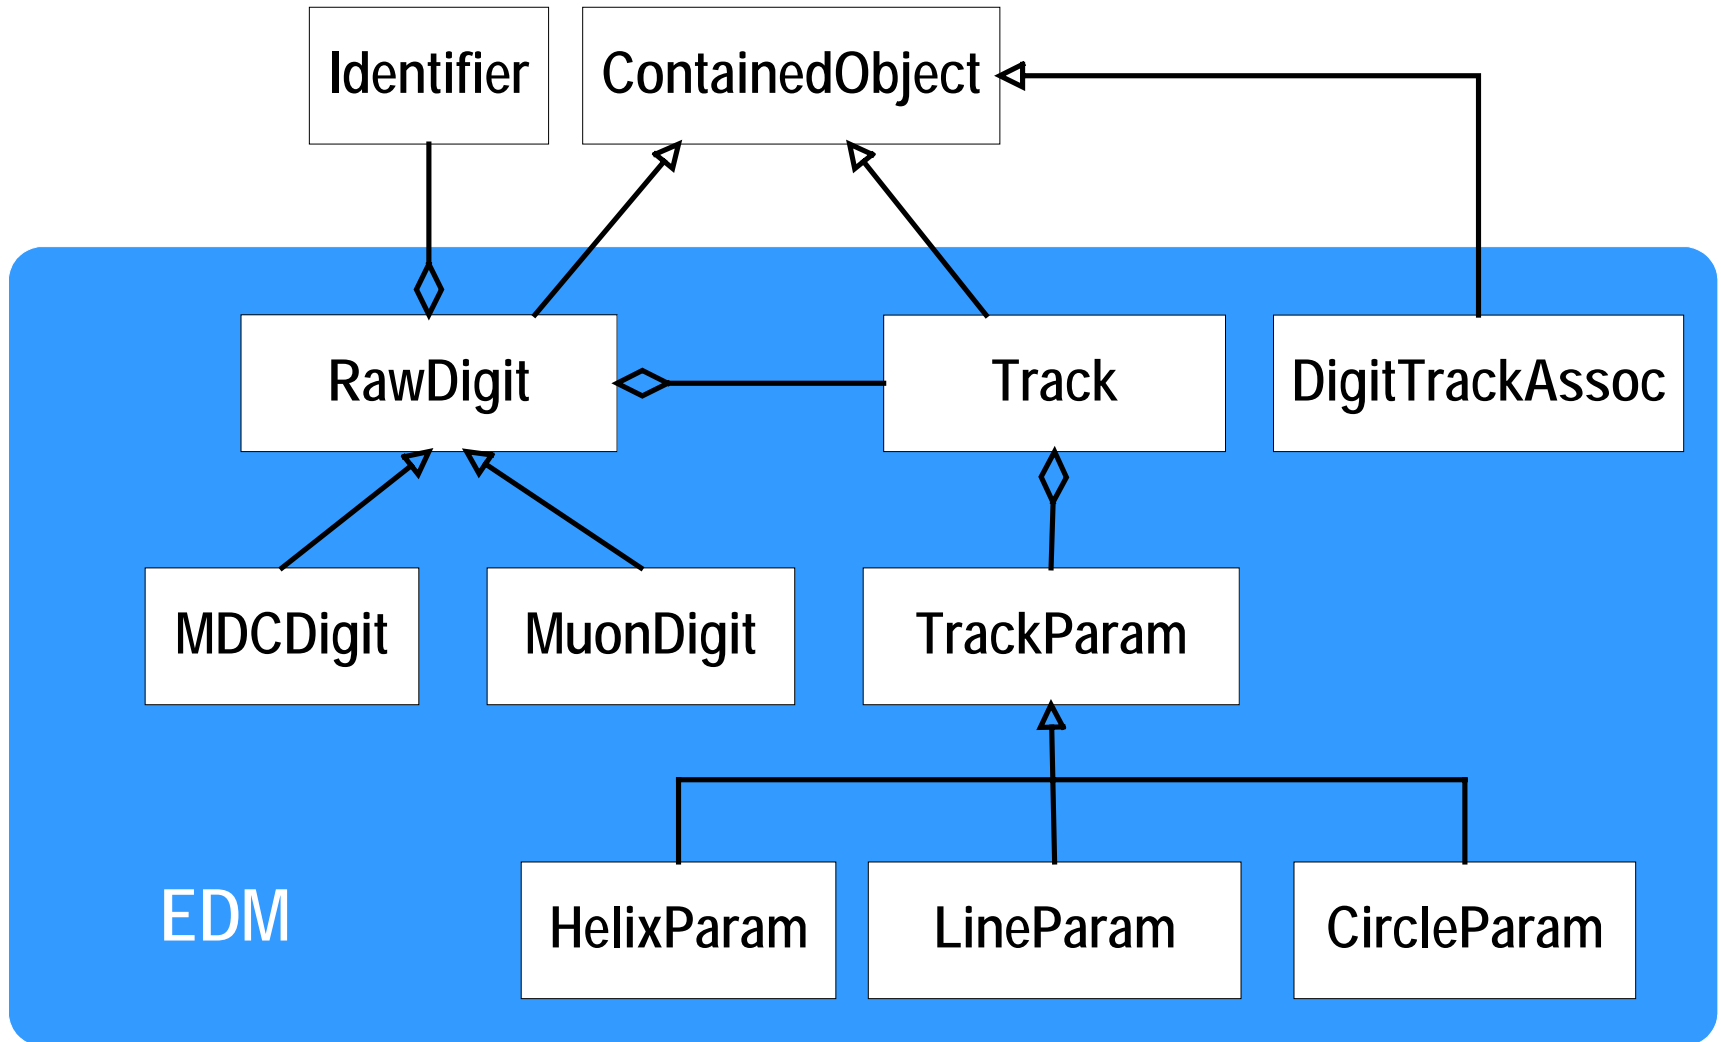 Identifier
ContainedObject
RawDigit
Track
DigitTrackAssoc
MDCDigit
MuonDigit
TrackParam
EDM
HelixParam
LineParam
CircleParam